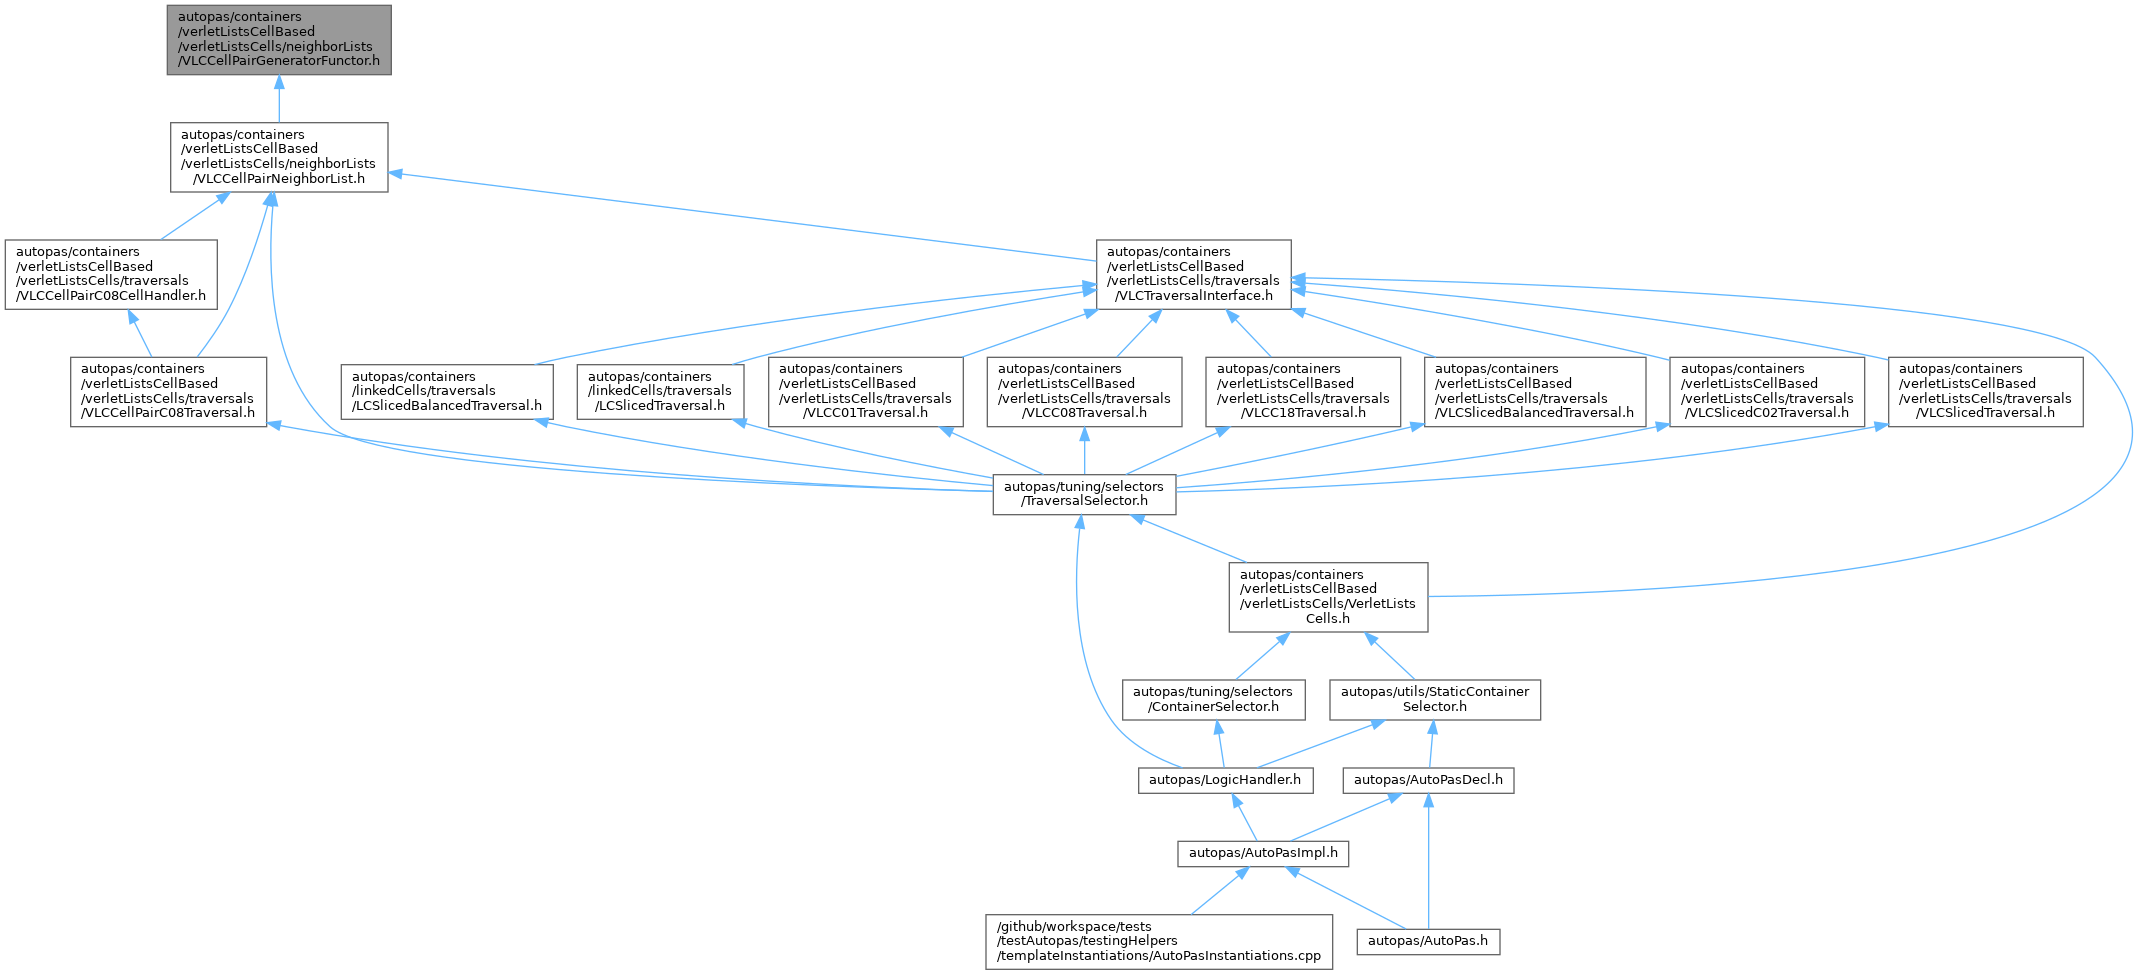 autopas/containers
/verletListsCellBased
/verletListsCells/neighborLists
/VLCCellPairGeneratorFunctor.h
autopas/containers
/verletListsCellBased
/verletListsCells/neighborLists
/VLCCellPairNeighborList.h
autopas/containers
/verletListsCellBased
/verletListsCells/traversals
/VLCCellPairC08CellHandler.h
autopas/containers
/verletListsCellBased
/verletListsCells/traversals
/VLCTraversalInterface.h
autopas/containers
/verletListsCellBased
/verletListsCells/traversals
/VLCCellPairC08Traversal.h
autopas/containers
/linkedCells/traversals
/LCSlicedBalancedTraversal.h
autopas/containers
/linkedCells/traversals
/LCSlicedTraversal.h
autopas/containers
/verletListsCellBased
/verletListsCells/traversals
/VLCC01Traversal.h
autopas/containers
/verletListsCellBased
/verletListsCells/traversals
/VLCC08Traversal.h
autopas/containers
/verletListsCellBased
/verletListsCells/traversals
/VLCC18Traversal.h
autopas/containers
/verletListsCellBased
/verletListsCells/traversals
/VLCSlicedBalancedTraversal.h
autopas/containers
/verletListsCellBased
/verletListsCells/traversals
/VLCSlicedC02Traversal.h
autopas/containers
/verletListsCellBased
/verletListsCells/traversals
/VLCSlicedTraversal.h
autopas/tuning/selectors
/TraversalSelector.h
autopas/containers
/verletListsCellBased
/verletListsCells/VerletLists
Cells.h
autopas/tuning/selectors
/ContainerSelector.h
autopas/utils/StaticContainer
Selector.h
autopas/LogicHandler.h
autopas/AutoPasDecl.h
autopas/AutoPasImpl.h
/github/workspace/tests
/testAutopas/testingHelpers
/templateInstantiations/AutoPasInstantiations.cpp
autopas/AutoPas.h